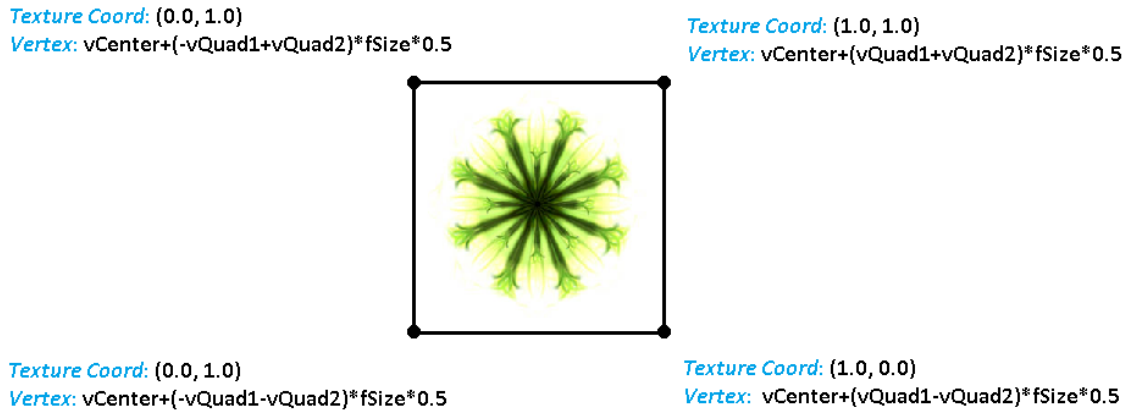 Texture Coord: (0.0, 1.0)
Vertex: vCenter+(-vQuad1+vQuad2)*fSize*0.5
Texture Coord: (1.0, 1.0)
Vertex: vCenter+(vQuad1+vQuad2)*fSize*0.5
Texture Coord: (0.0, 1.0)
Vertex: vCenter+(-vQuad1-vQuad2)*fSize*0.5
Texture Coord: (1.0, 0.0)
Vertex: vCenter+(vQuad1-vQuad2)*fSize*0.5